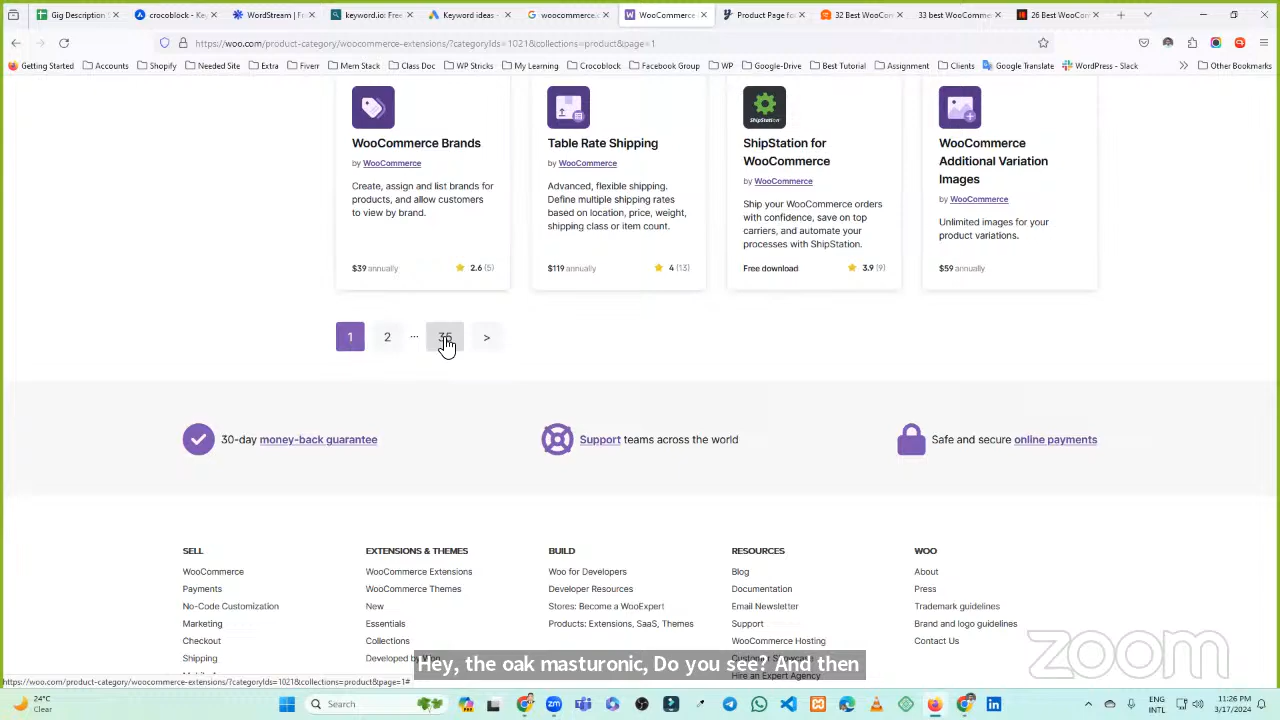 Gig Extra Description
crocoblock -
WordStream | F
keyword.io: Free
Keyword ideas -
woocommerce.c
WooCommerce
Product Page fo
32 Best WooCor
33 best WooCom
26 Best WooCor
https://woo.com/product-category/woocommerce-extensions/?categoryIds=1021&collections=product&page=1
Getting Started
Accounts
Shopify
Needed Site
Extra
Fiverr
Mem Stack
Class Doc
WP Stricks
My Learning
Crocoblock
Facebook Group
WP
Google-Drive
Best Tutorial
Assignment
Clients
Google Translate
WordPress - Slack
Other Bookmarks
WooCommerce Brands
by WooCommerce
Create, assign and list brands for
products, and allow customers
to view by brand.
$39 annually
2.6 (5)
Table Rate Shipping
by WooCommerce
Advanced, flexible shipping.
Define multiple shipping rates
based on location, price, weight,
shipping class or item count.
$119 annually
4 (13)
ShipStation
ShipStation for
WooCommerce
by WooCommerce
Ship your WooCommerce orders
with confidence, save on top
carriers, and automate your
processes with ShipStation.
Free download
3.9 (9)
WooCommerce
Additional Variation
Images
by WooCommerce
Unlimited images for your
product variations.
$59 annually
1 2 ... 35 >
30-day money-back guarantee
Support teams across the world
Safe and secure online payments
SELL
WooCommerce
Payments
No-Code Customization
Marketing
Checkout
Shipping
EXTENSIONS & THEMES
WooCommerce Extensions
WooCommerce Themes
New
Essentials
Collections
Developed by Woo
BUILD
Woo for Developers
Developer Resources
Stores: Become a WooExpert
Products: Extensions, SaaS, Themes
RESOURCES
Blog
Documentation
Email Newsletter
Support
WooCommerce Hosting
Hire an Expert Agency
WOO
About
Press
Trademark guidelines
Brand and logo guidelines
Contact Us
zoom
Hey, the oak masturonic, Do you see? And then
https://woo.com/product-category/woocommerce-extensions/?categoryIds=1021&collections=product&page=1#
24°C
Clear
Search
ENG
INTL
11:26 PM
3/17/2024